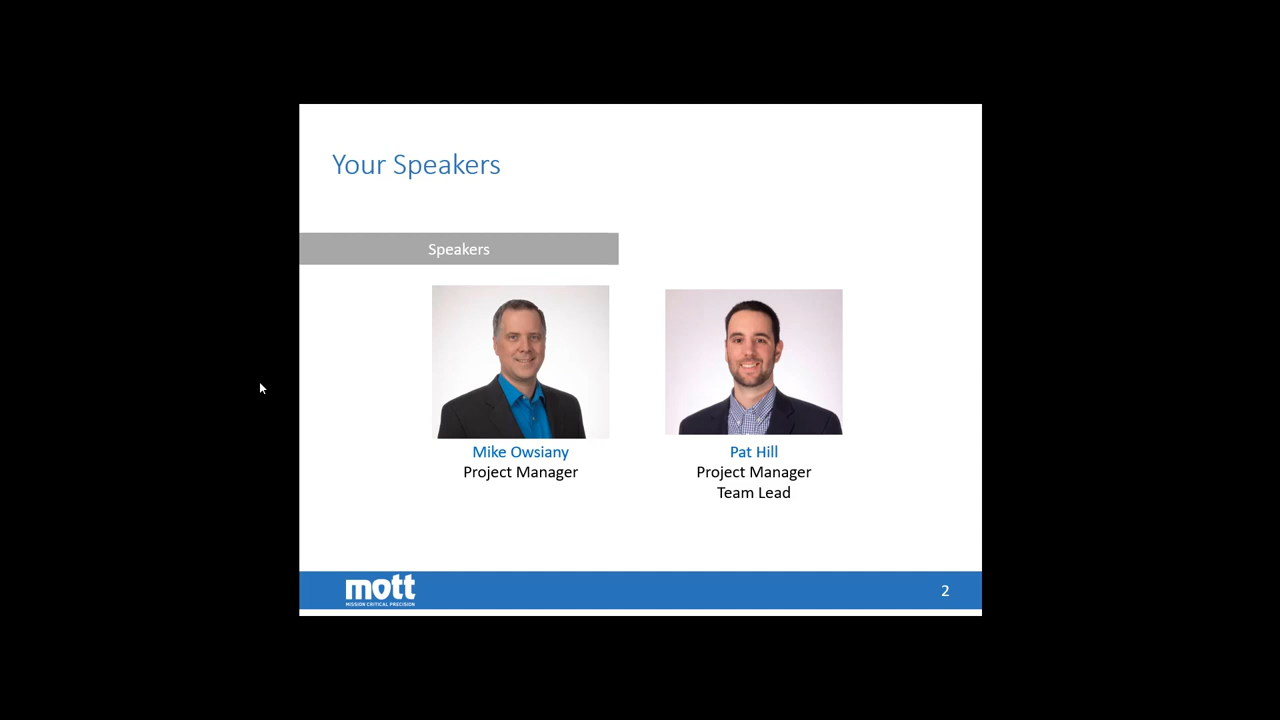 Your Speakers
Speakers
Mike Owsiany
Project Manager
Pat Hill
Project Manager
Team Lead
mott
MISSION CRITICAL PRECISION
2